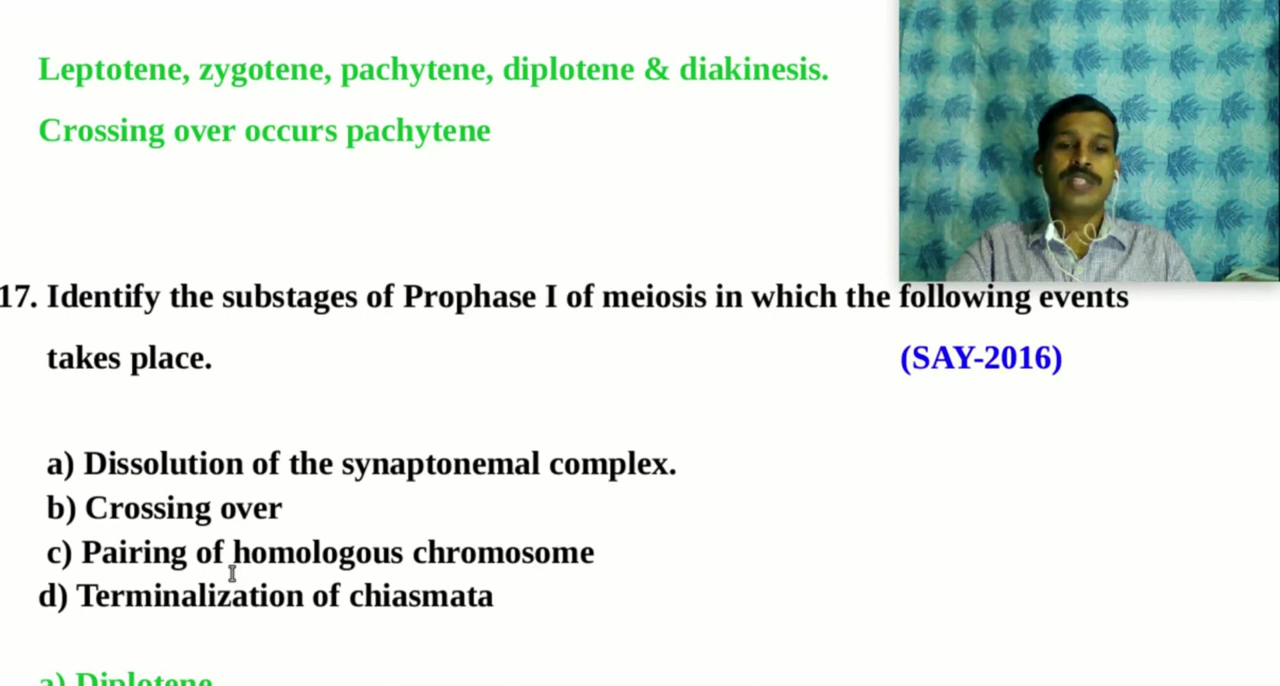 Leptotene, zygotene, pachytene, diplotene & diakinesis.
Crossing over occurs pachytene
17. Identify the substages of Prophase I of meiosis in which the following events
takes place. (SAY-2016)
a) Dissolution of the synaptonemal complex.
b) Crossing over
c) Pairing of homologous chromosome
d) Terminalization of chiasmata
a) Diplotene